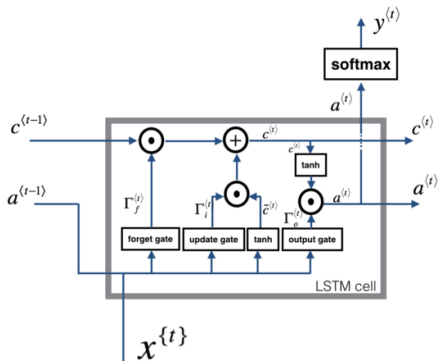 y⟨t⟩
softmax
a⟨t⟩
c⟨t-1⟩
c⟨t⟩
c⟨t⟩
c⟨t⟩
tanh
a⟨t-1⟩
Γf⟨t⟩
Γi⟨t⟩
c̃⟨t⟩
Γo⟨t⟩
a⟨t⟩
a⟨t⟩
forget gate
update gate
tanh
output gate
LSTM cell
x{t}